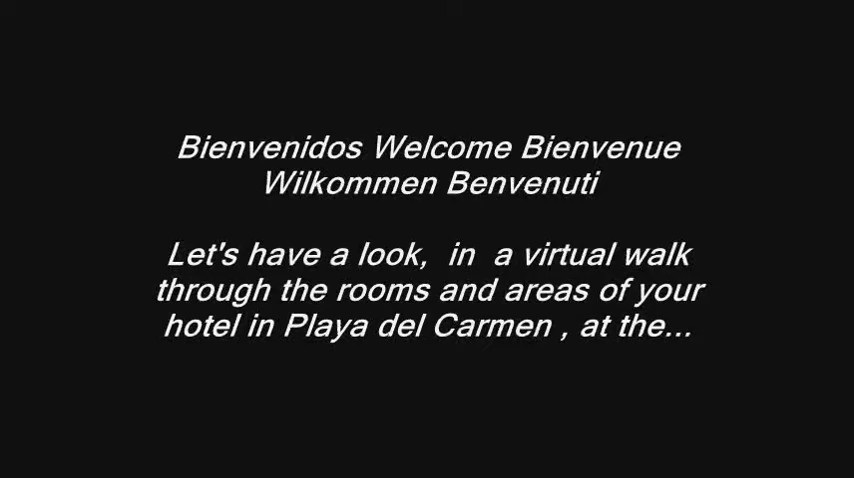 Bienvenidos Welcome Bienvenue
Wilkommen Benvenuti
Let's have a look,  in  a virtual walk
through the rooms and areas of your
hotel in Playa del Carmen , at the...